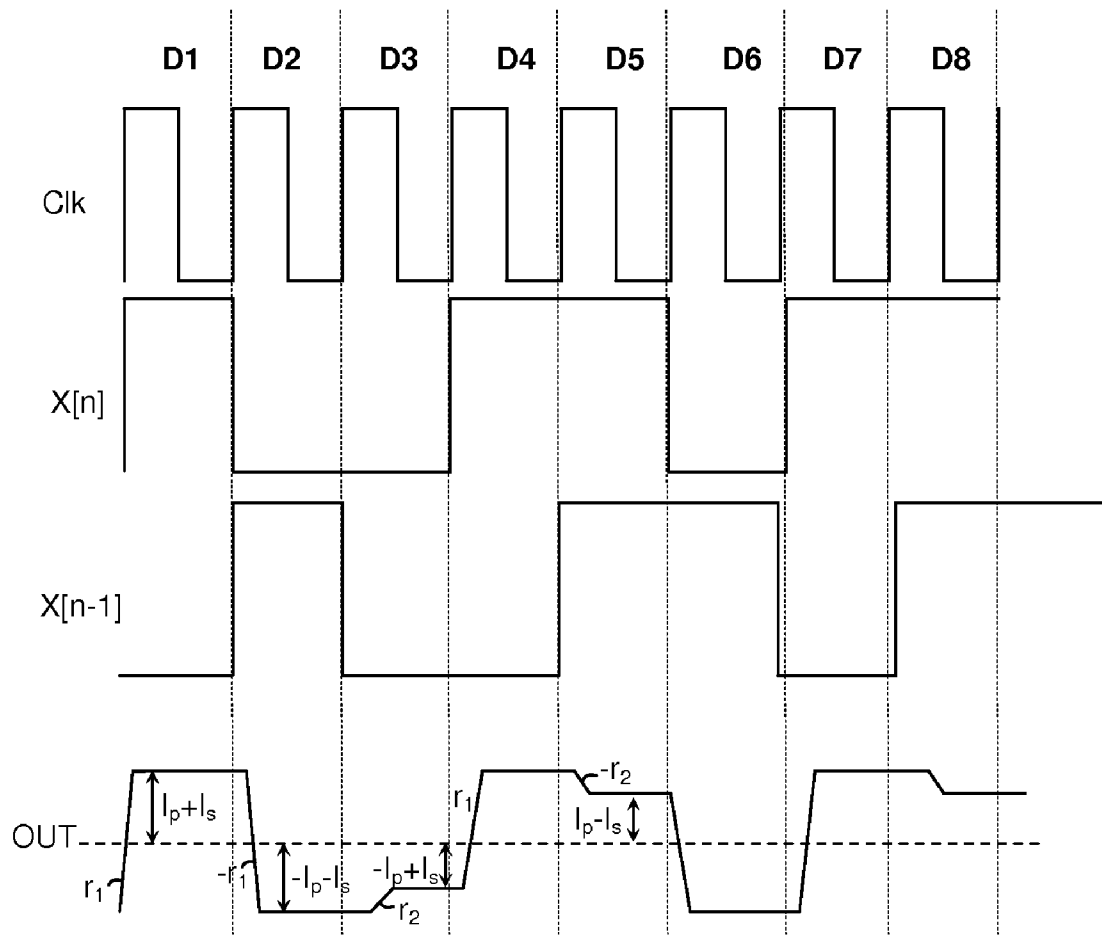 D1 D2 D3 D4 D5 D6 D7 D8
Clk
X[n]
X[n-1]
OUT
r1
Ip+Is
-r1
-Ip-Is
r2
-Ip+Is
r1
-r2
Ip-Is